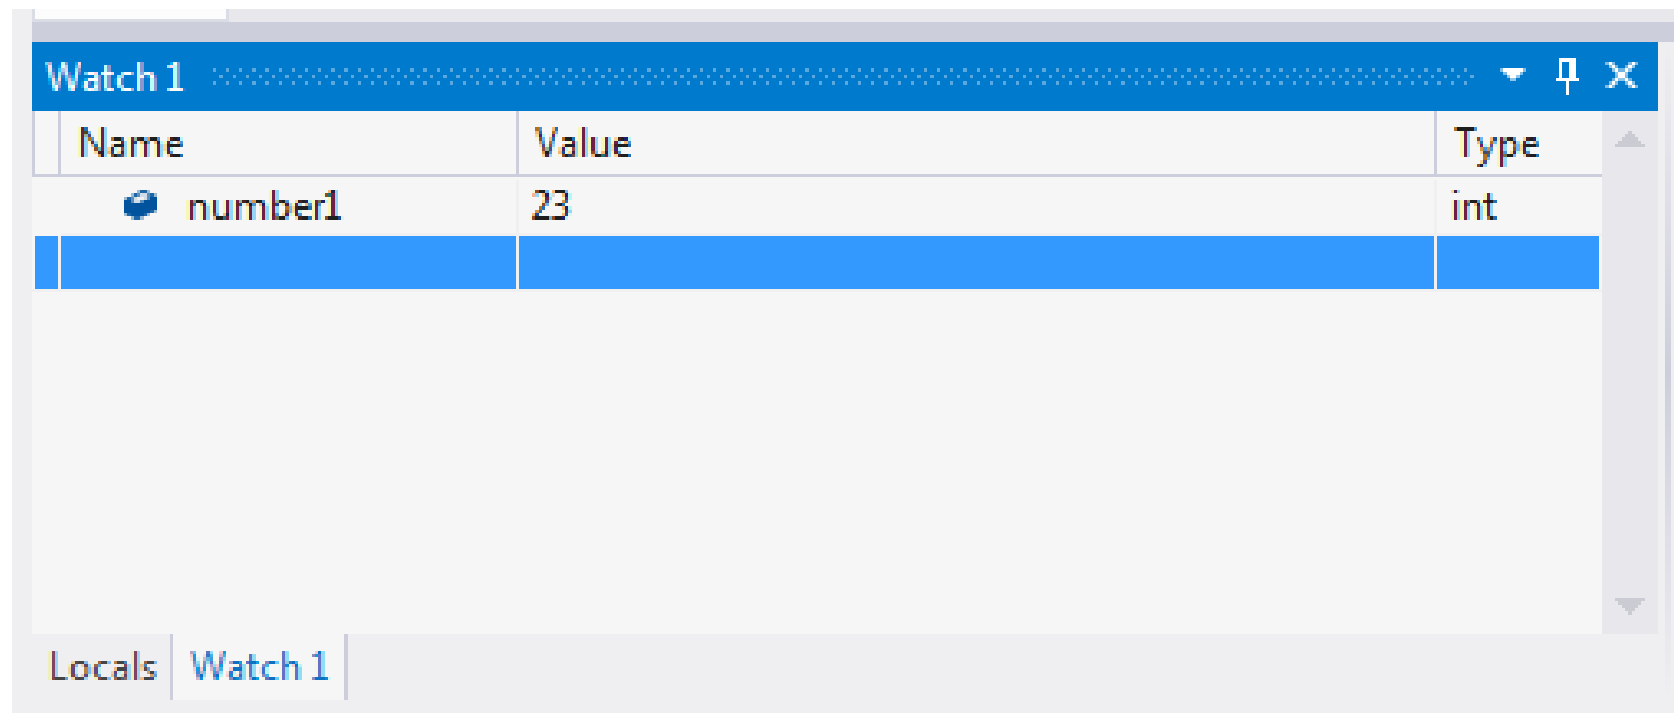 Watch 1
Name Value Type
number1 23 int
Locals Watch 1